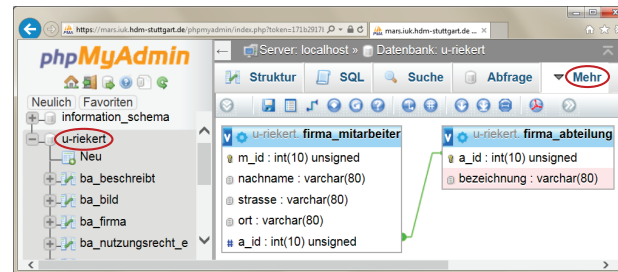 https://mars.iuk.hdm-stuttgart.de/phpmyadmin/index.php?token=171b29171
mars.iuk.hdm-stuttgart.de ...
phpMyAdmin
Server: localhost » Datenbank: u-riekert
Struktur SQL Suche Abfrage Mehr
Neulich Favoriten
information_schema
u-riekert
Neu
ba_beschreibt
ba_bild
ba_firma
ba_nutzungsrecht_e
v u-riekert. firma_mitarbeiter
m_id : int(10) unsigned
nachname : varchar(80)
strasse : varchar(80)
ort : varchar(80)
# a_id : int(10) unsigned
v u-riekert. firma_abteilung
a_id : int(10) unsigned
bezeichnung : varchar(80)